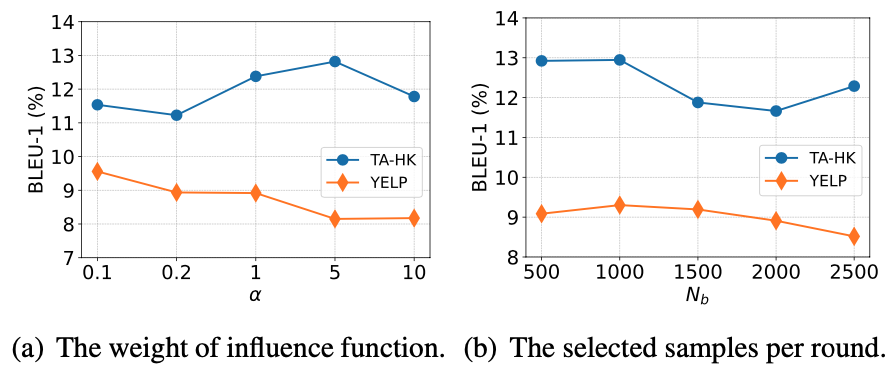 14
13
12
11
10
9
8
7
BLEU-1 (%)
0.1 0.2 1 5 10
α
TA-HK
YELP
14
13
12
11
10
9
8
BLEU-1 (%)
500 1000 1500 2000 2500
N_b
TA-HK
YELP
(a) The weight of influence function.
(b) The selected samples per round.